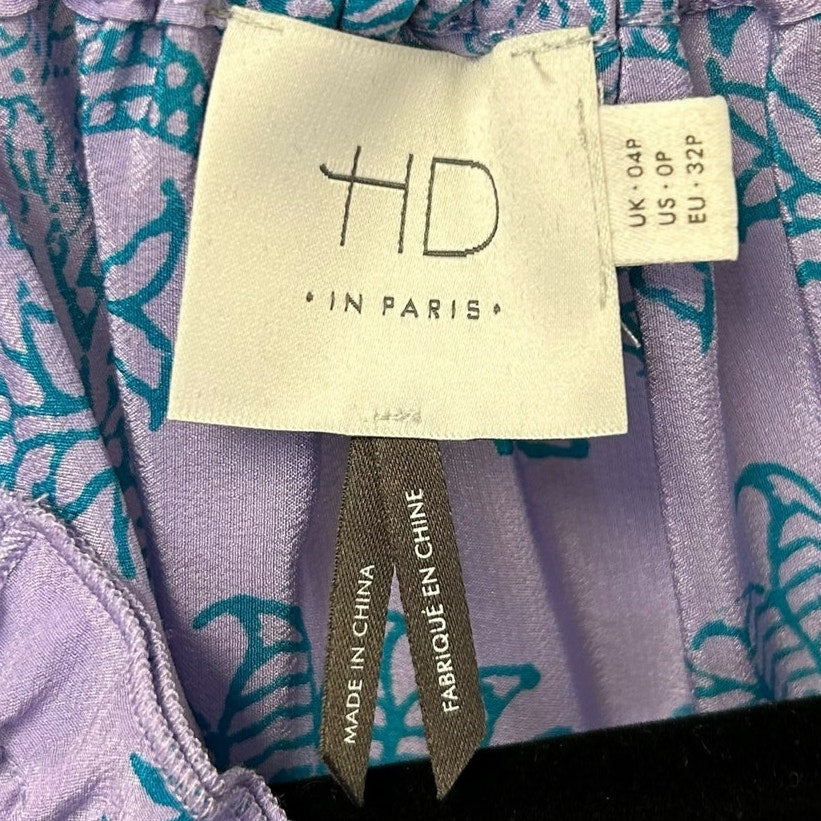 HD
• IN PARIS •
UK • 04P
US • 0P
EU • 32P
MADE IN CHINA
FABRIQUÉ EN CHINE